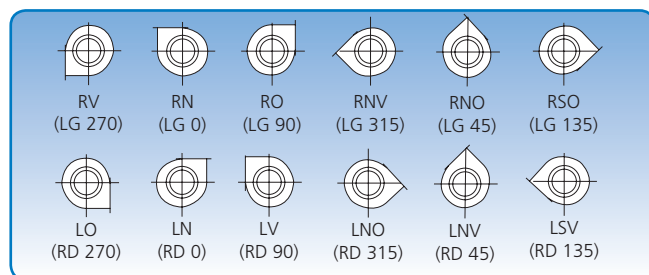 RV RN RO RNV RNO RSO
(LG 270) (LG 0) (LG 90) (LG 315) (LG 45) (LG 135)
LO LN LV LNO LNV LSV
(RD 270) (RD 0) (RD 90) (RD 315) (RD 45) (RD 135)